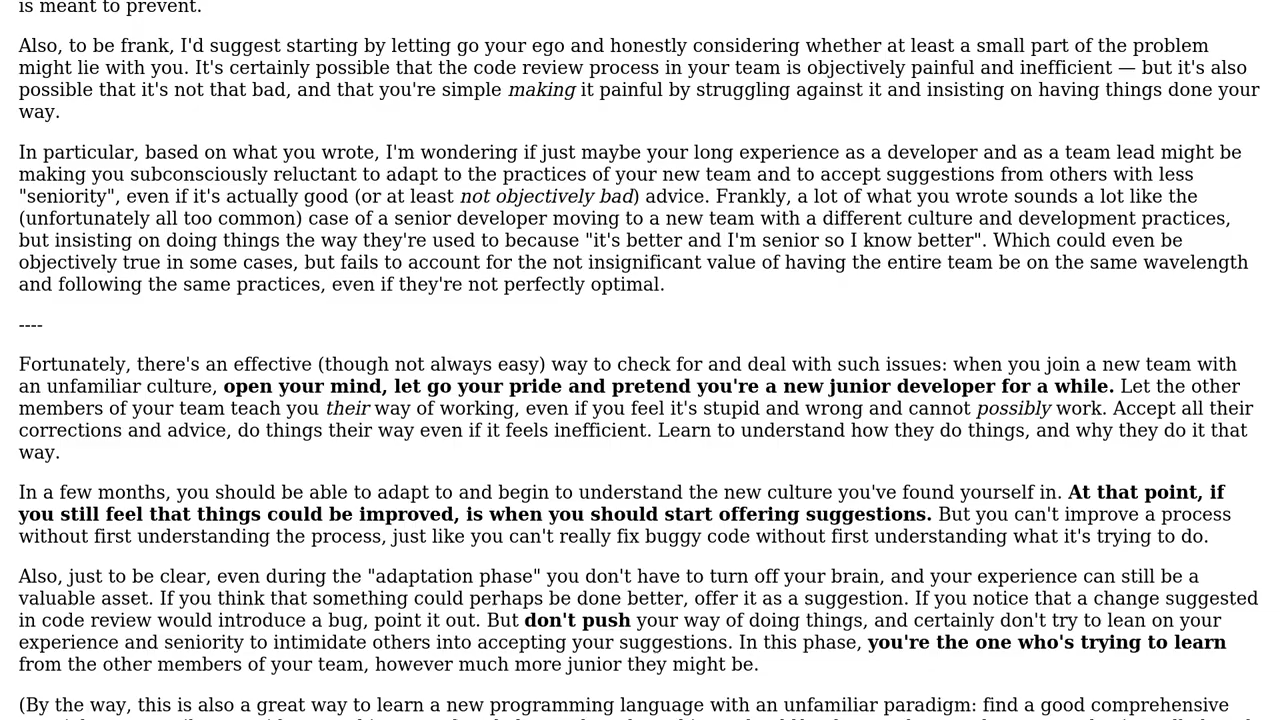 is meant to prevent.
Also, to be frank, I'd suggest starting by letting go your ego and honestly considering whether at least a small part of the problem
might lie with you. It's certainly possible that the code review process in your team is objectively painful and inefficient — but it's also
possible that it's not that bad, and that you're simple making it painful by struggling against it and insisting on having things done your
way.
In particular, based on what you wrote, I'm wondering if just maybe your long experience as a developer and as a team lead might be
making you subconsciously reluctant to adapt to the practices of your new team and to accept suggestions from others with less
"seniority", even if it's actually good (or at least not objectively bad) advice. Frankly, a lot of what you wrote sounds a lot like the
(unfortunately all too common) case of a senior developer moving to a new team with a different culture and development practices,
but insisting on doing things the way they're used to because "it's better and I'm senior so I know better". Which could even be
objectively true in some cases, but fails to account for the not insignificant value of having the entire team be on the same wavelength
and following the same practices, even if they're not perfectly optimal.
----
Fortunately, there's an effective (though not always easy) way to check for and deal with such issues: when you join a new team with
an unfamiliar culture, open your mind, let go your pride and pretend you're a new junior developer for a while. Let the other
members of your team teach you their way of working, even if you feel it's stupid and wrong and cannot possibly work. Accept all their
corrections and advice, do things their way even if it feels inefficient. Learn to understand how they do things, and why they do it that
way.
In a few months, you should be able to adapt to and begin to understand the new culture you've found yourself in. At that point, if
you still feel that things could be improved, is when you should start offering suggestions. But you can't improve a process
without first understanding the process, just like you can't really fix buggy code without first understanding what it's trying to do.
Also, just to be clear, even during the "adaptation phase" you don't have to turn off your brain, and your experience can still be a
valuable asset. If you think that something could perhaps be done better, offer it as a suggestion. If you notice that a change suggested
in code review would introduce a bug, point it out. But don't push your way of doing things, and certainly don't try to lean on your
experience and seniority to intimidate others into accepting your suggestions. In this phase, you're the one who's trying to learn
from the other members of your team, however much more junior they might be.
(By the way, this is also a great way to learn a new programming language with an unfamiliar paradigm: find a good comprehensive